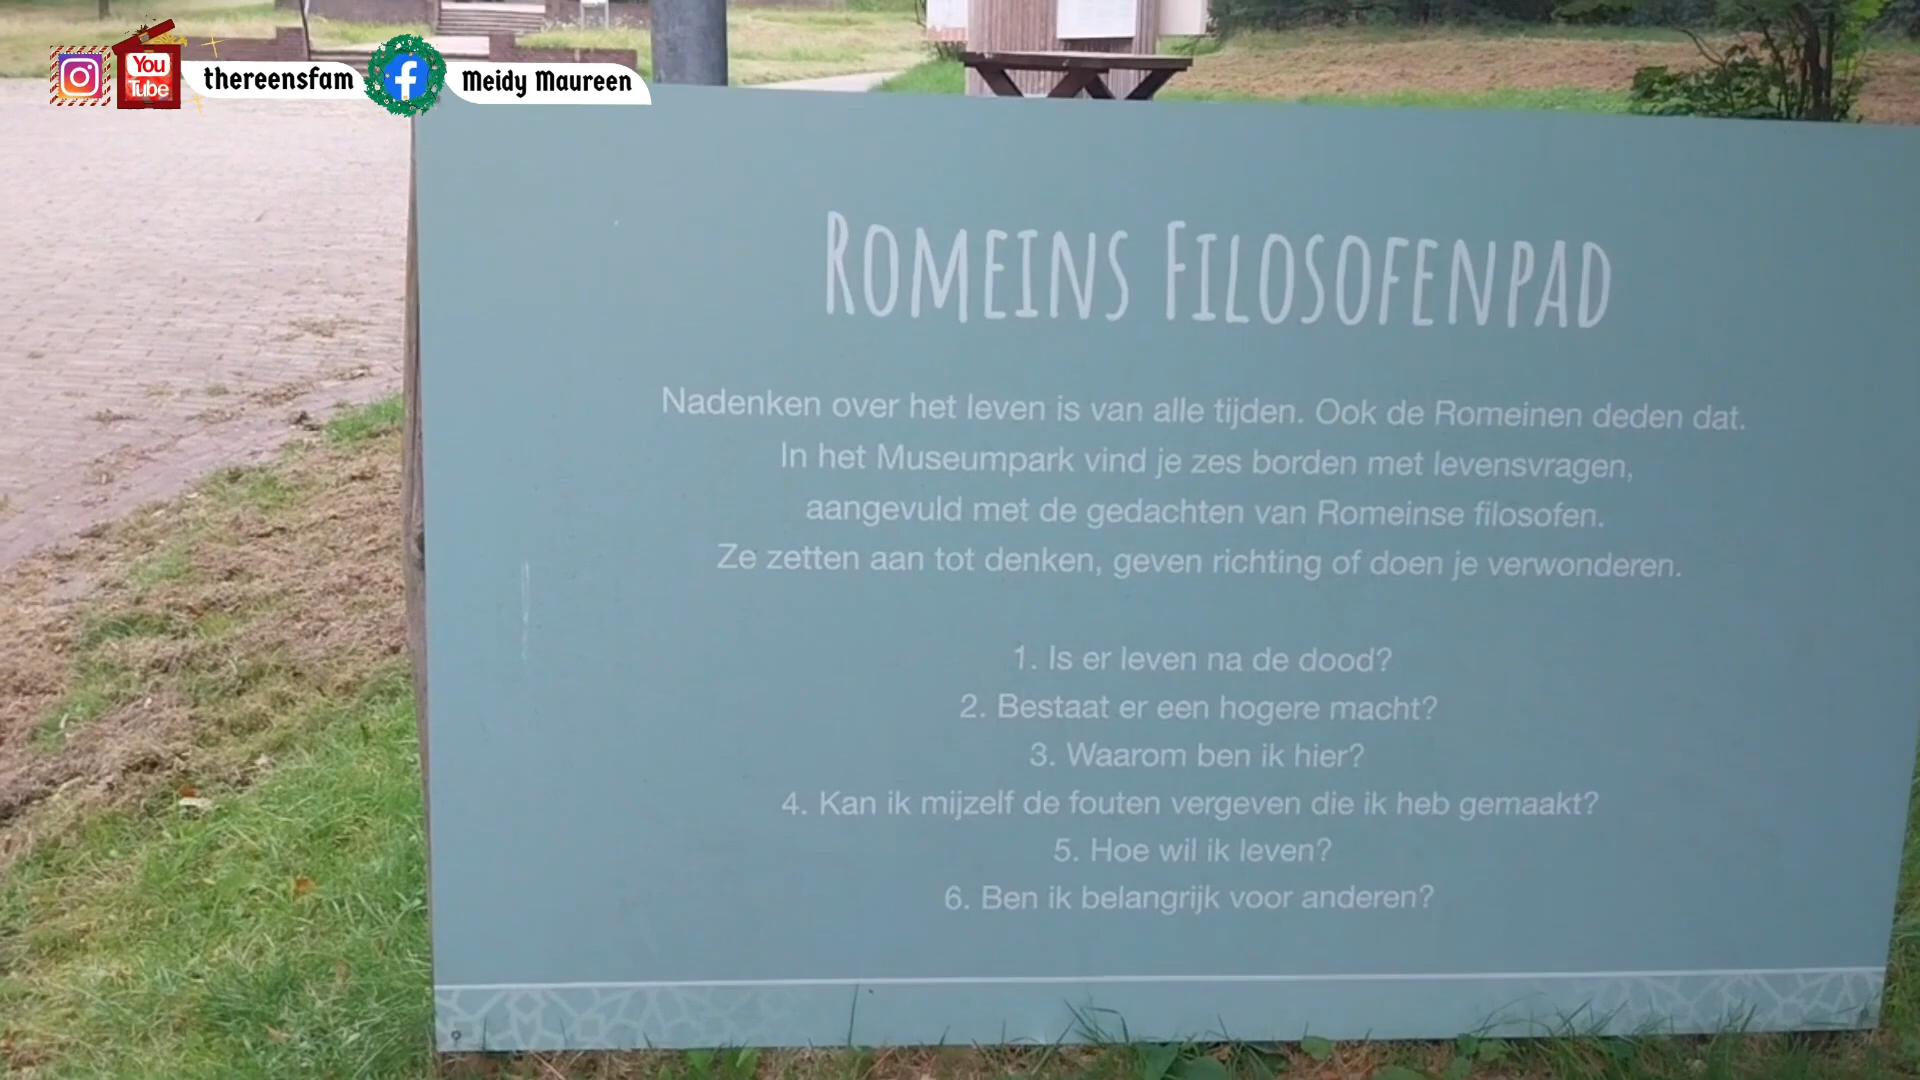 You
Tube
thereensfam
Meidy Maureen
ROMEINS FILOSOFENPAD
Nadenken over het leven is van alle tijden. Ook de Romeinen deden dat.
In het Museumpark vind je zes borden met levensvragen,
aangevuld met de gedachten van Romeinse filosofen.
Ze zetten aan tot denken, geven richting of doen je verwonderen.
1. Is er leven na de dood?
2. Bestaat er een hogere macht?
3. Waarom ben ik hier?
4. Kan ik mijzelf de fouten vergeven die ik heb gemaakt?
5. Hoe wil ik leven?
6. Ben ik belangrijk voor anderen?